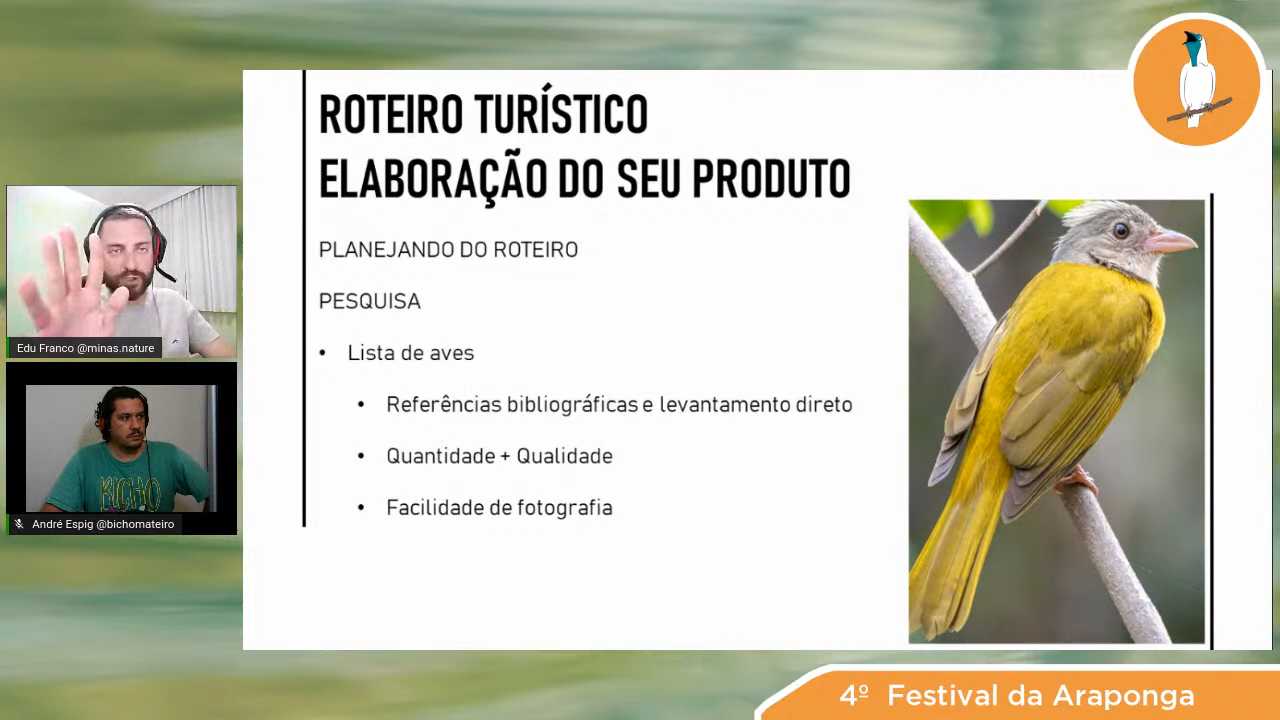 ROTEIRO TURÍSTICO
ELABORAÇÃO DO SEU PRODUTO
PLANEJANDO DO ROTEIRO
PESQUISA
• Lista de aves
• Referências bibliográficas e levantamento direto
• Quantidade + Qualidade
• Facilidade de fotografia
Edu Franco @minas.nature
BICHO
André Espig @bichomateiro
4º Festival da Araponga